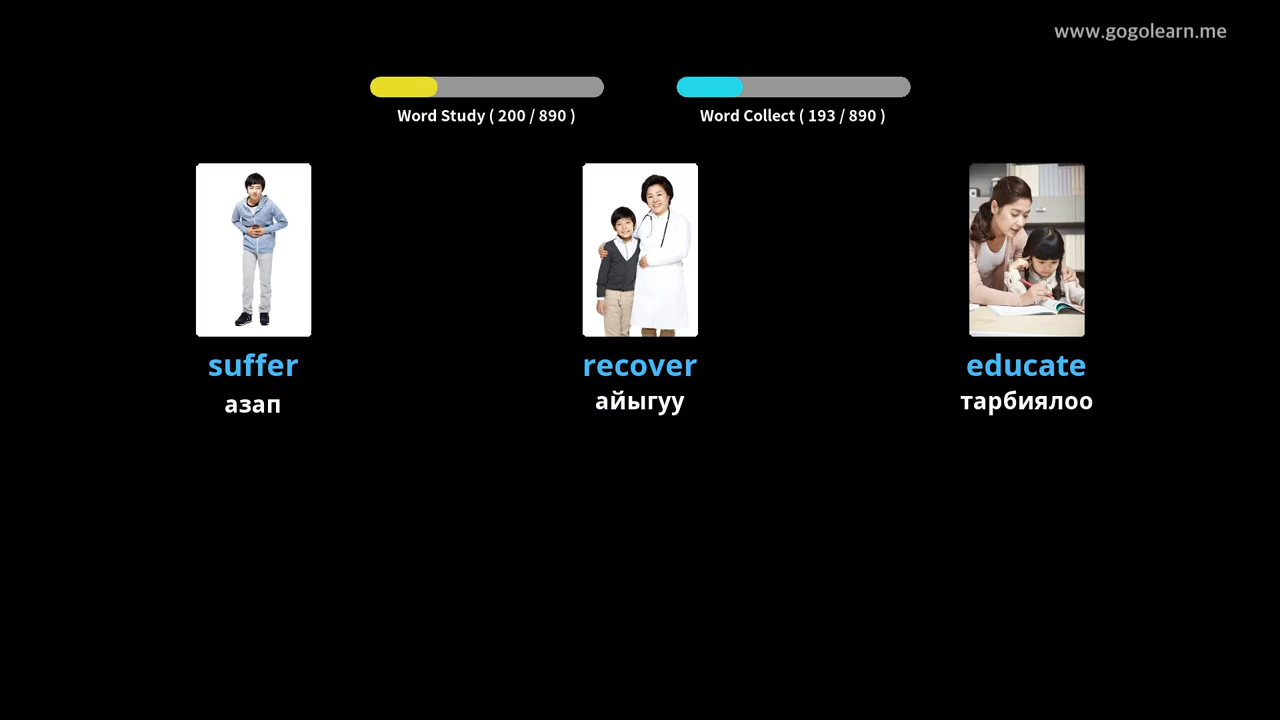 www.gogolearn.me
Word Study ( 200 / 890 )
Word Collect ( 193 / 890 )
suffer
азап
recover
айыгуу
educate
тарбиялоо